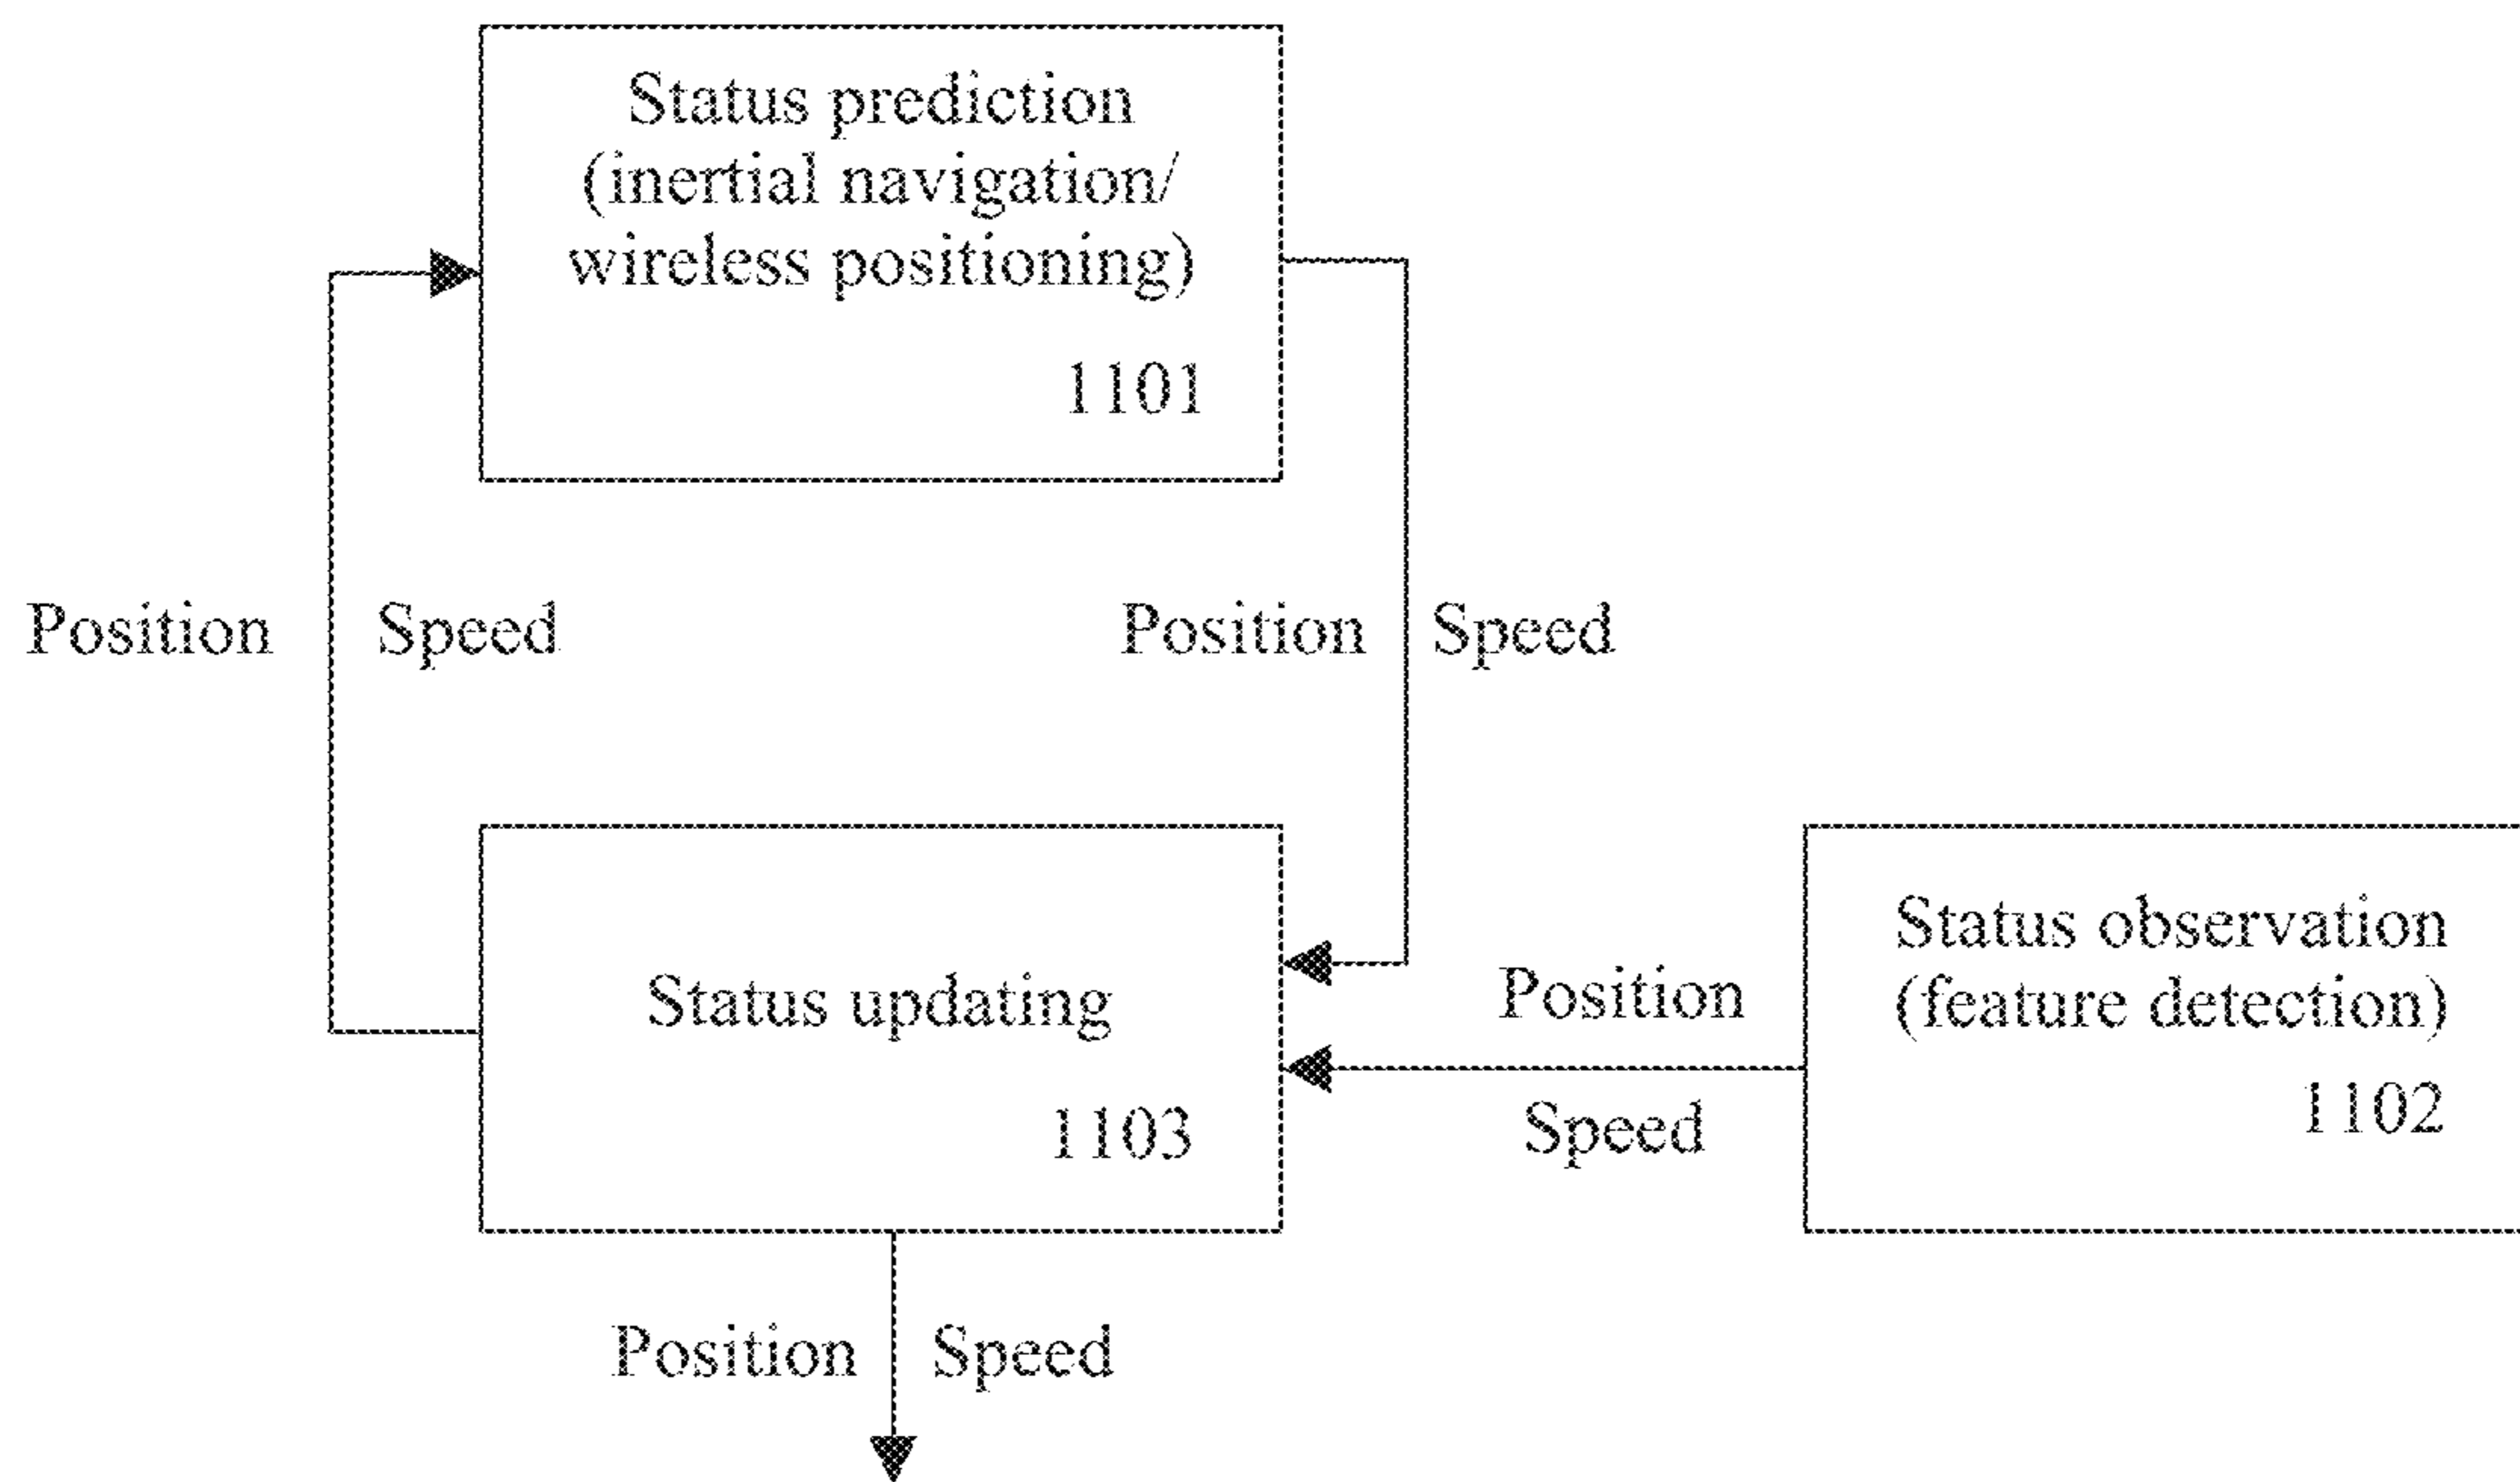 Status prediction
(inertial navigation/
wireless positioning)
1101
Position
Speed
Position
Speed
Status updating
1103
Position
Speed
Status observation
(feature detection)
1102
Position
Speed